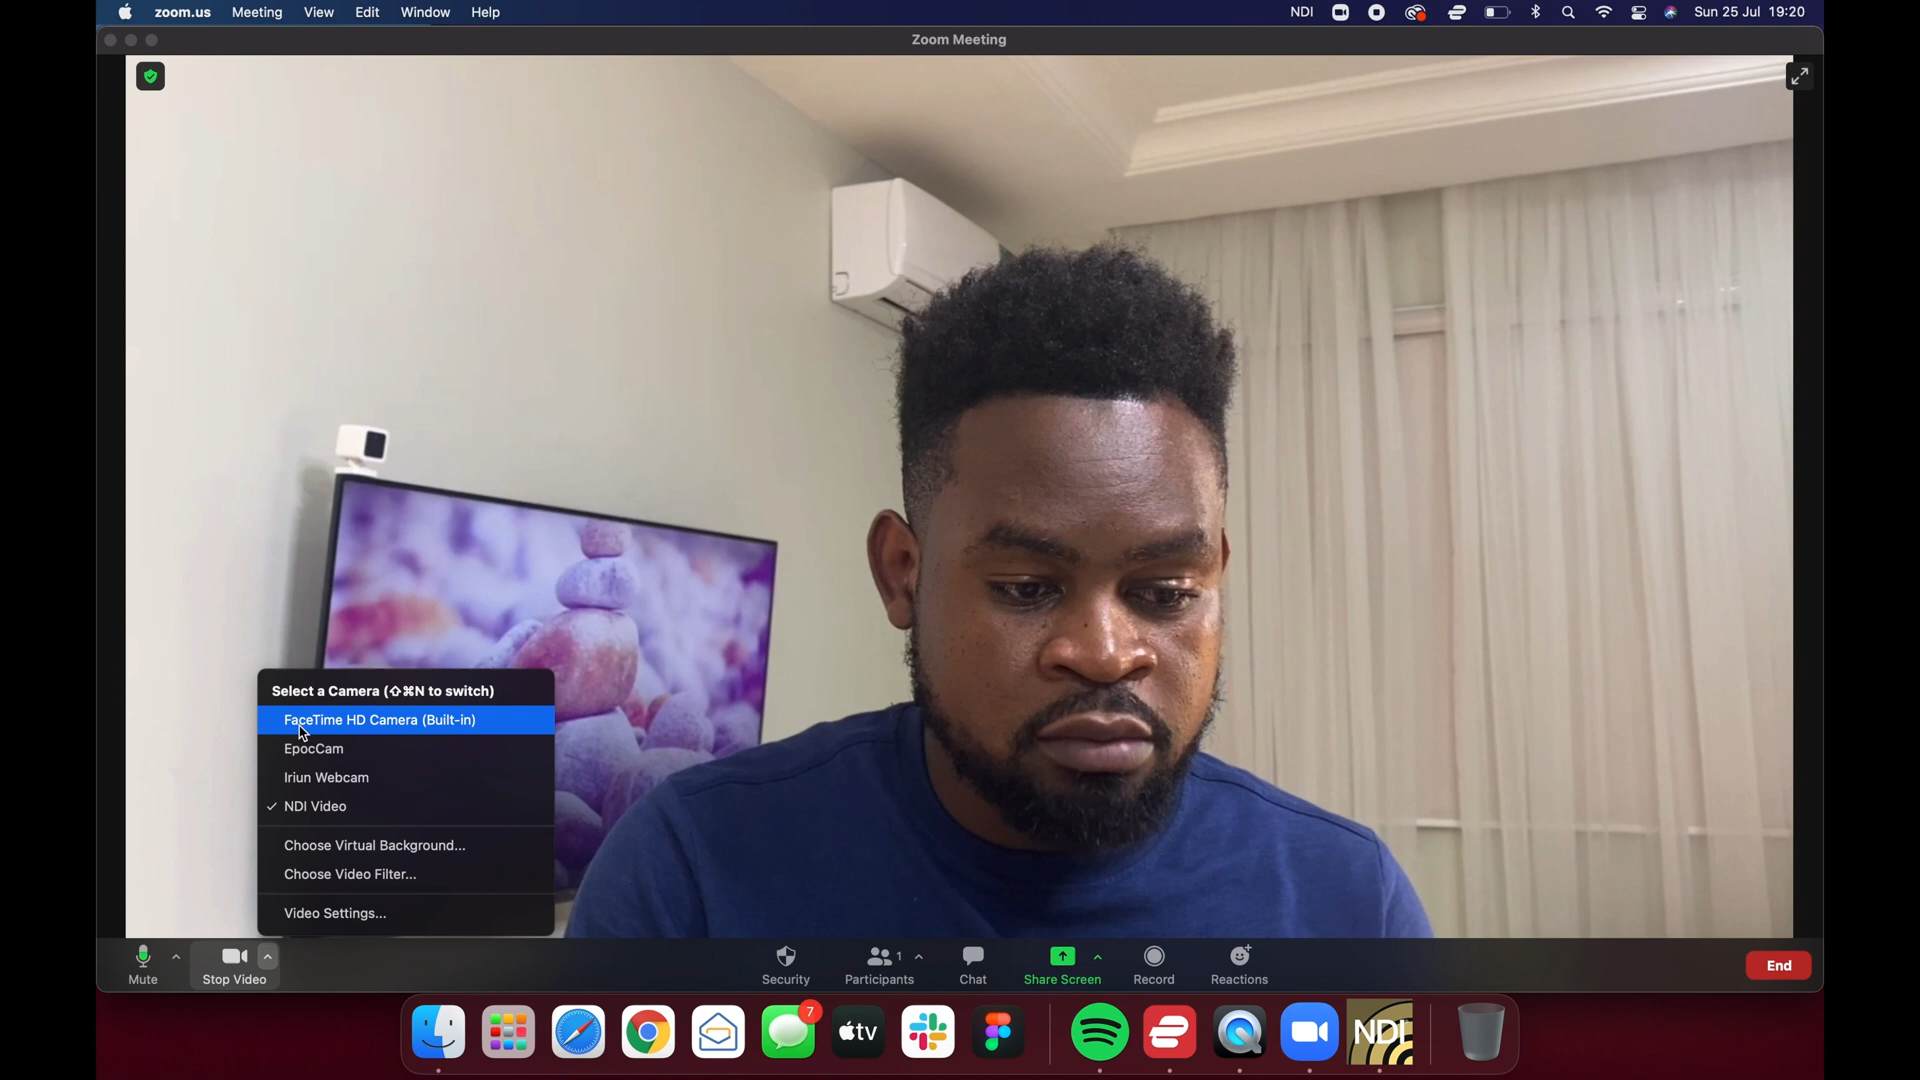 zoom.us Meeting View Edit Window Help NDI Sun 25 Jul 19:20
Zoom Meeting
Select a Camera (⇧⌘N to switch)
FaceTime HD Camera (Built-in)
EpocCam
Iriun Webcam
✓ NDI Video
Choose Virtual Background...
Choose Video Filter...
Video Settings...
Mute Stop Video Security Participants 1 Chat Share Screen Record Reactions End
7
tv
NDI